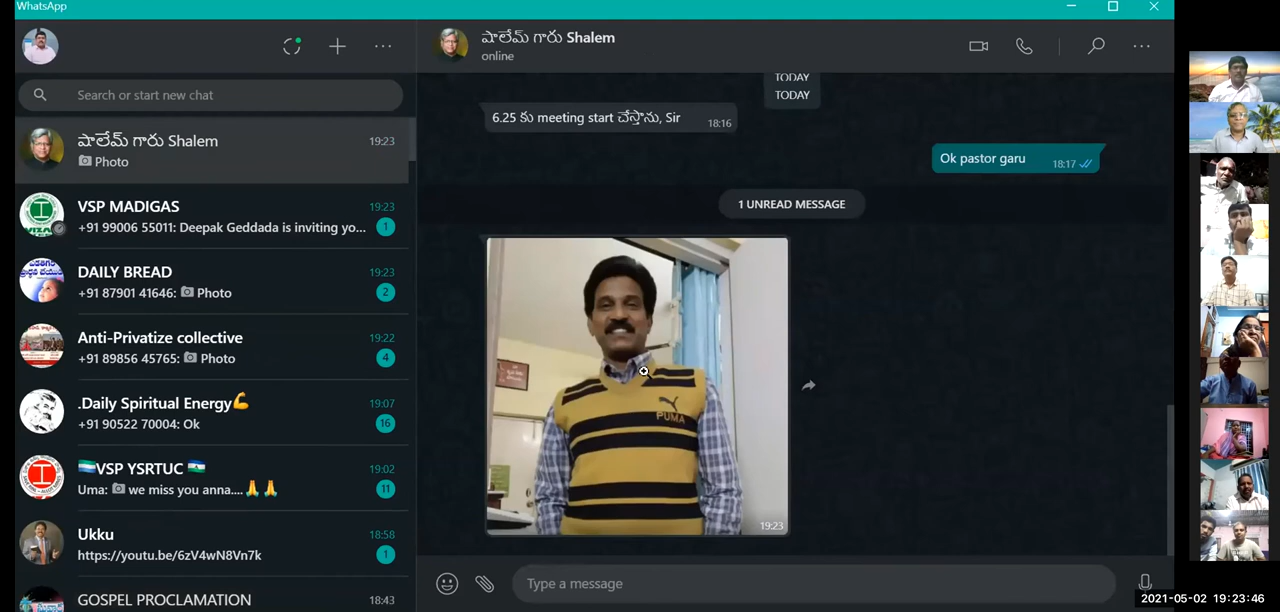 WhatsApp
Search or start new chat
షాలేమ్ గారు Shalem
19:23
Photo
VSP MADIGAS
19:23
+91 99006 55011: Deepak Geddada is inviting yo...
1
DAILY BREAD
19:23
+91 87901 41646: Photo
2
Anti-Privatize collective
19:22
+91 89856 45765: Photo
4
.Daily Spiritual Energy💪
19:07
+91 90522 70004: Ok
16
VSP YSRTUC
19:02
Uma: we miss you anna....🙏🙏
11
Ukku
18:58
https://youtu.be/6zV4wN8Vn7k
1
GOSPEL PROCLAMATION
18:43
షాలేమ్ గారు Shalem
online
TODAY
TODAY
6.25 కు meeting start చేస్తాను, Sir
18:16
Ok pastor garu
18:17
1 UNREAD MESSAGE
PUMA
19:23
Type a message
2021-05-02 19:23:46